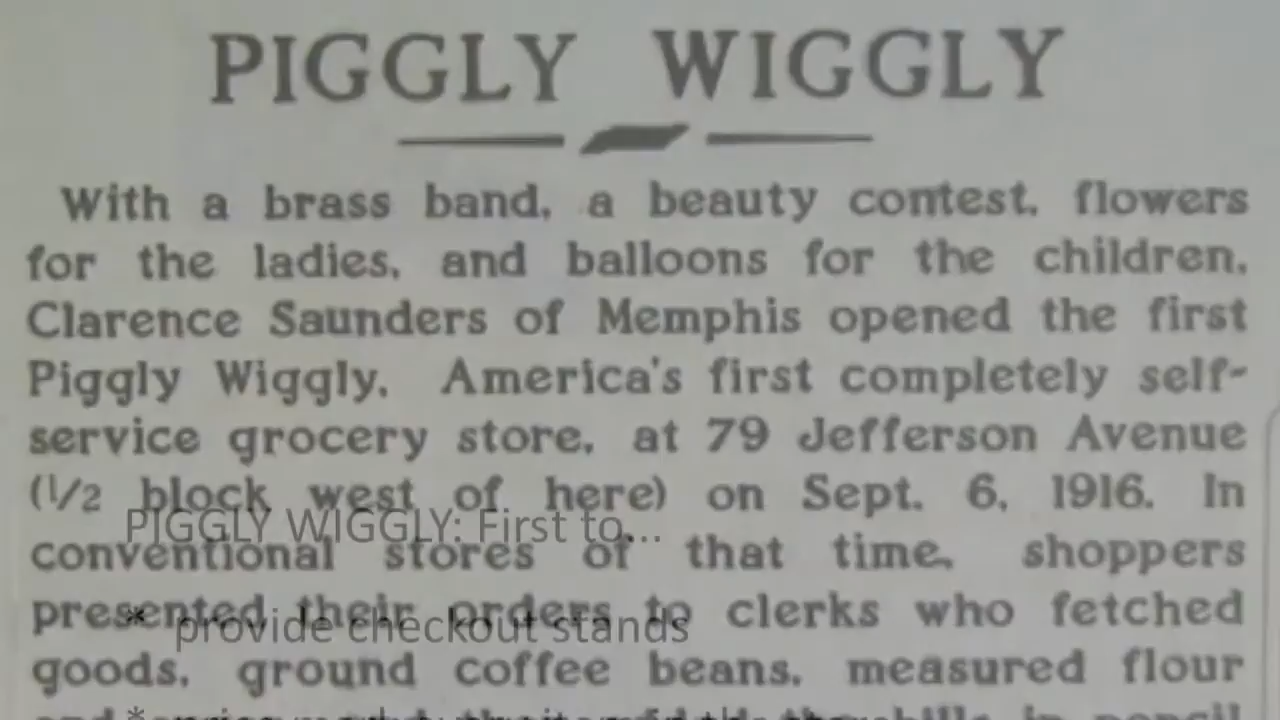 PIGGLY WIGGLY
With a brass band, a beauty contest, flowers
for the ladies, and balloons for the children,
Clarence Saunders of Memphis opened the first
Piggly Wiggly, America's first completely self-
service grocery store, at 79 Jefferson Avenue
(1/2 block west of here) on Sept. 6, 1916. In
PIGGLY WIGGLY: First to...
conventional stores of that time, shoppers
presented their orders to clerks who fetched
* provide checkout stands
goods, ground coffee beans, measured flour